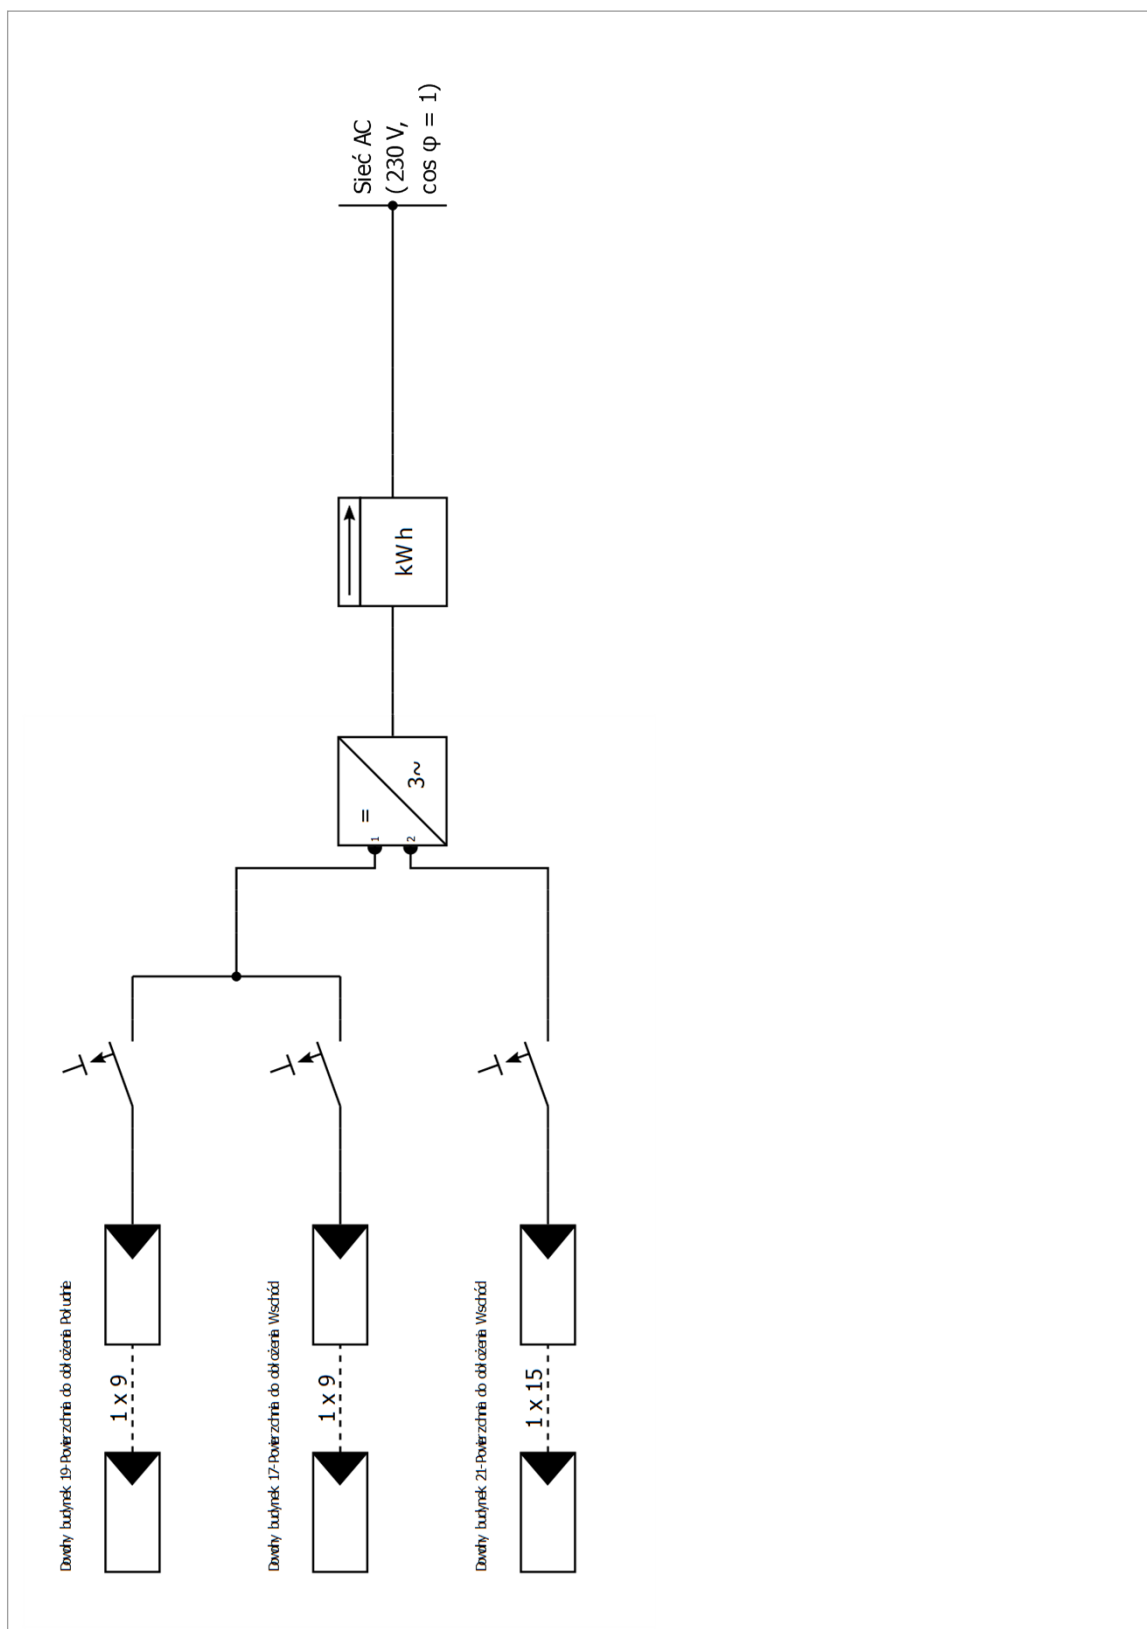 Sieć AC
(230 V,
cos φ = 1)
kWh
3~
=
1
2
Dowolny budynek 19-Powierzchnia do obłożenia Południe
1 x 9
Dowolny budynek 17-Powierzchnia do obłożenia Wschód
1 x 9
Dowolny budynek 21-Powierzchnia do obłożenia Wschód
1 x 15